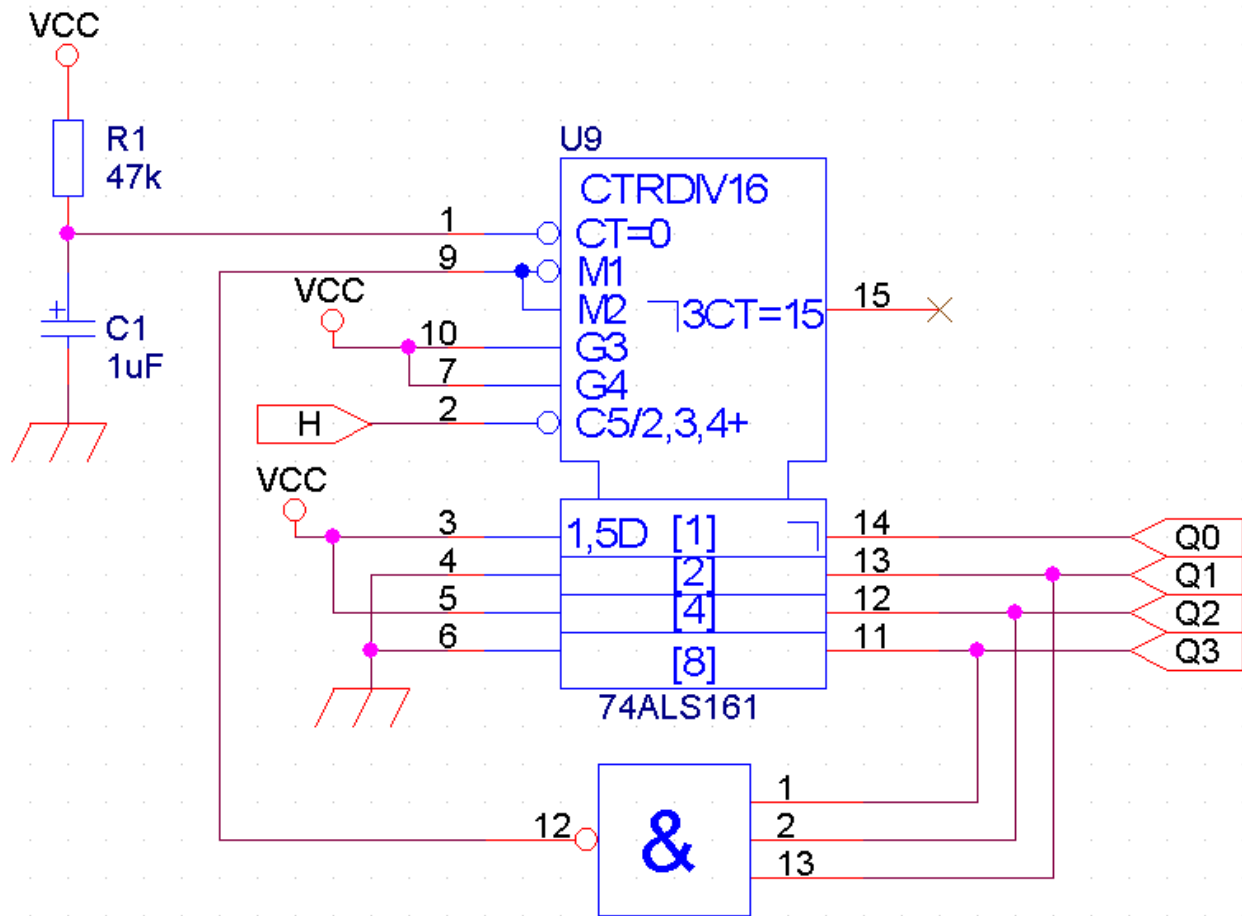 VCC
R1
47k
C1
1uF
U9
CTRDIV16
1
CT=0
9
M1
VCC
M2
3CT=15
15
10
G3
7
G4
H
2
C5/2,3,4+
VCC
3
1,5D [1]
14
Q0
4
[2]
13
Q1
5
[4]
12
Q2
6
[8]
11
Q3
74ALS161
12
&
1
2
13